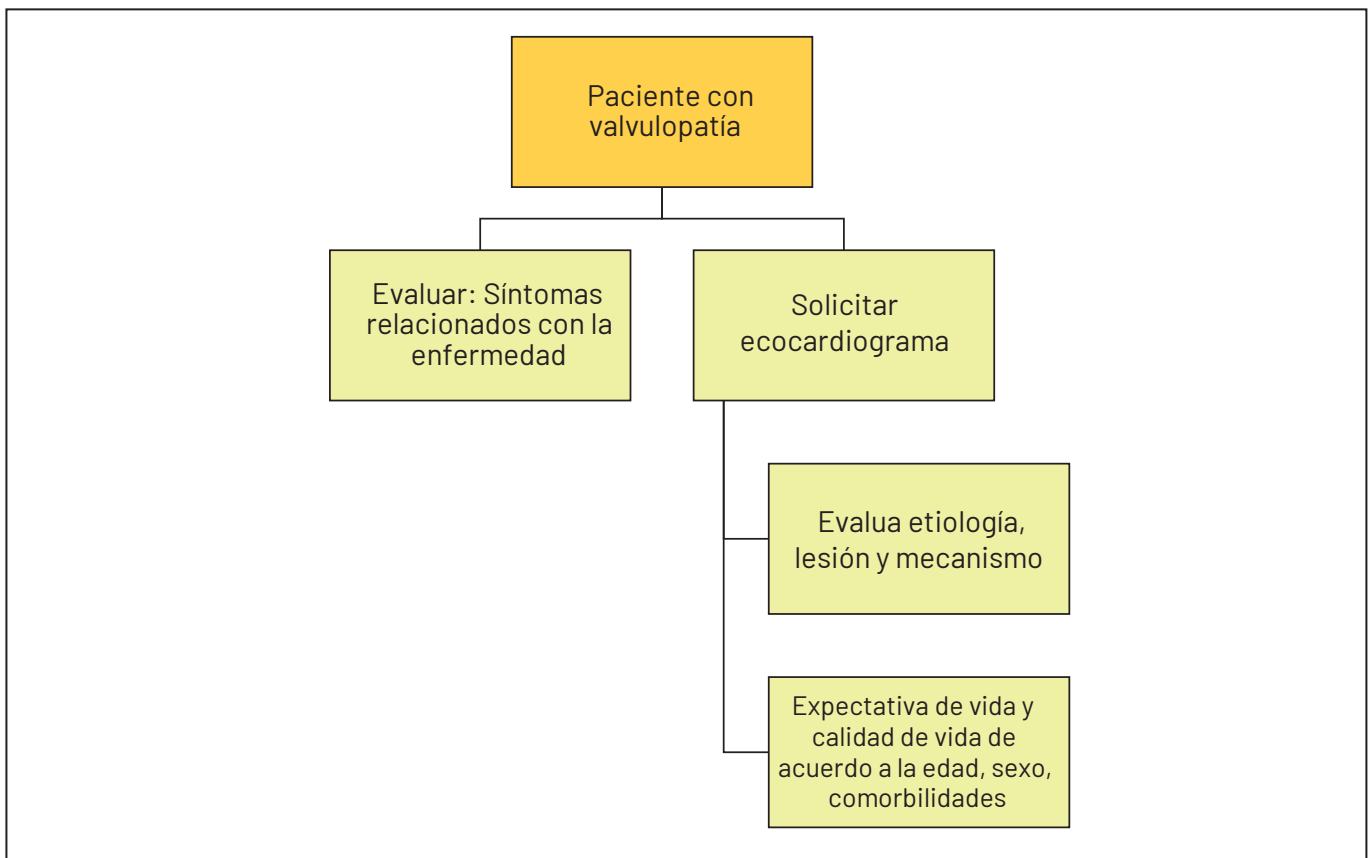 Paciente con
valvulopatía
Evaluar: Síntomas
relacionados con la
enfermedad
Solicitar
ecocardiograma
Evalua etiología,
lesión y mecanismo
Expectativa de vida y
calidad de vida de
acuerdo a la edad, sexo,
comorbilidades